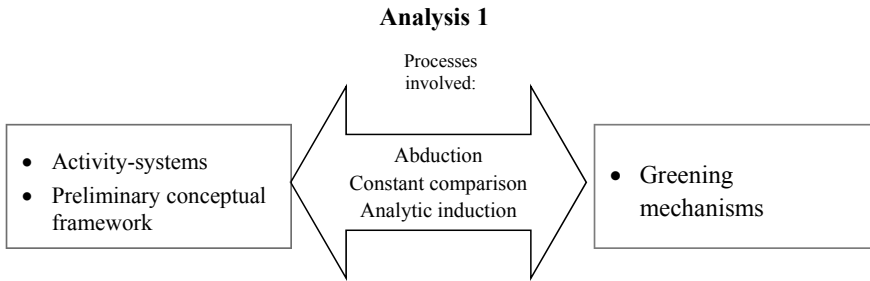 Analysis 1
Processes
involved:
• Activity-systems
• Preliminary conceptual
framework
Abduction
Constant comparison
Analytic induction
• Greening
mechanisms